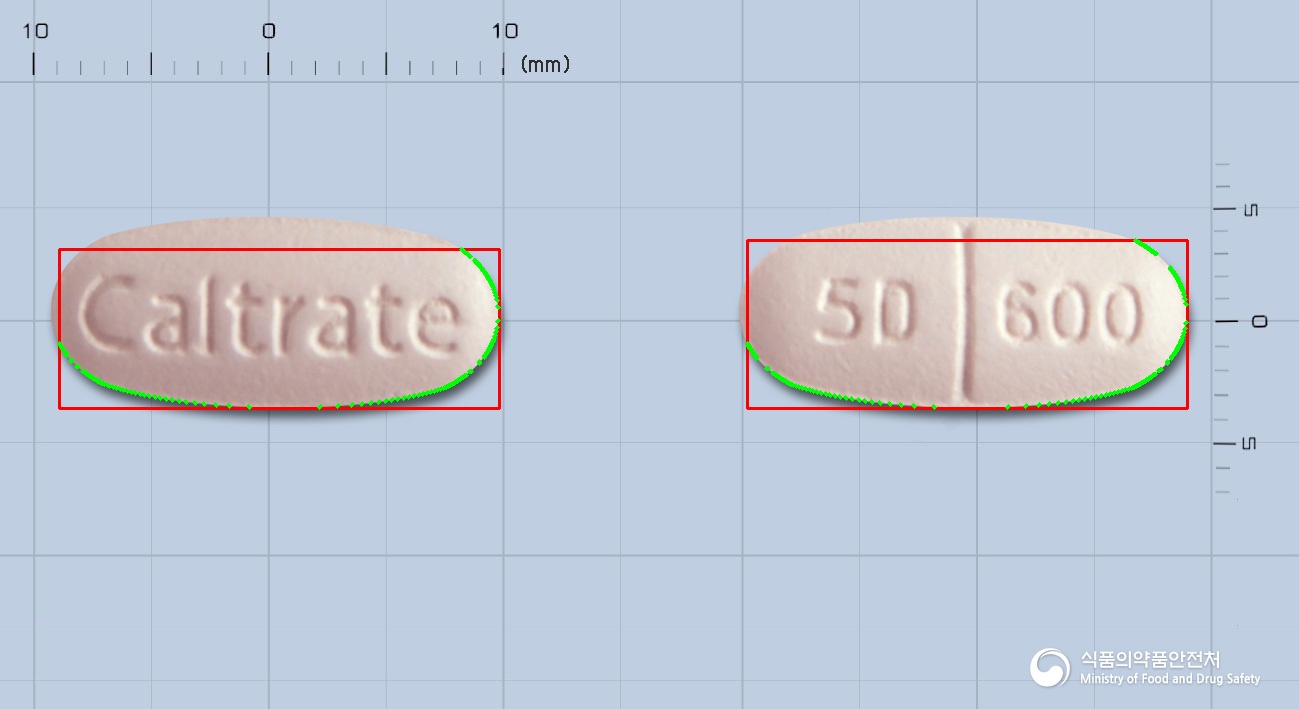 10 0 10
(mm)
Caltrate
5D 600
5
0
5
식품의약품안전처
Ministry of Food and Drug Safety